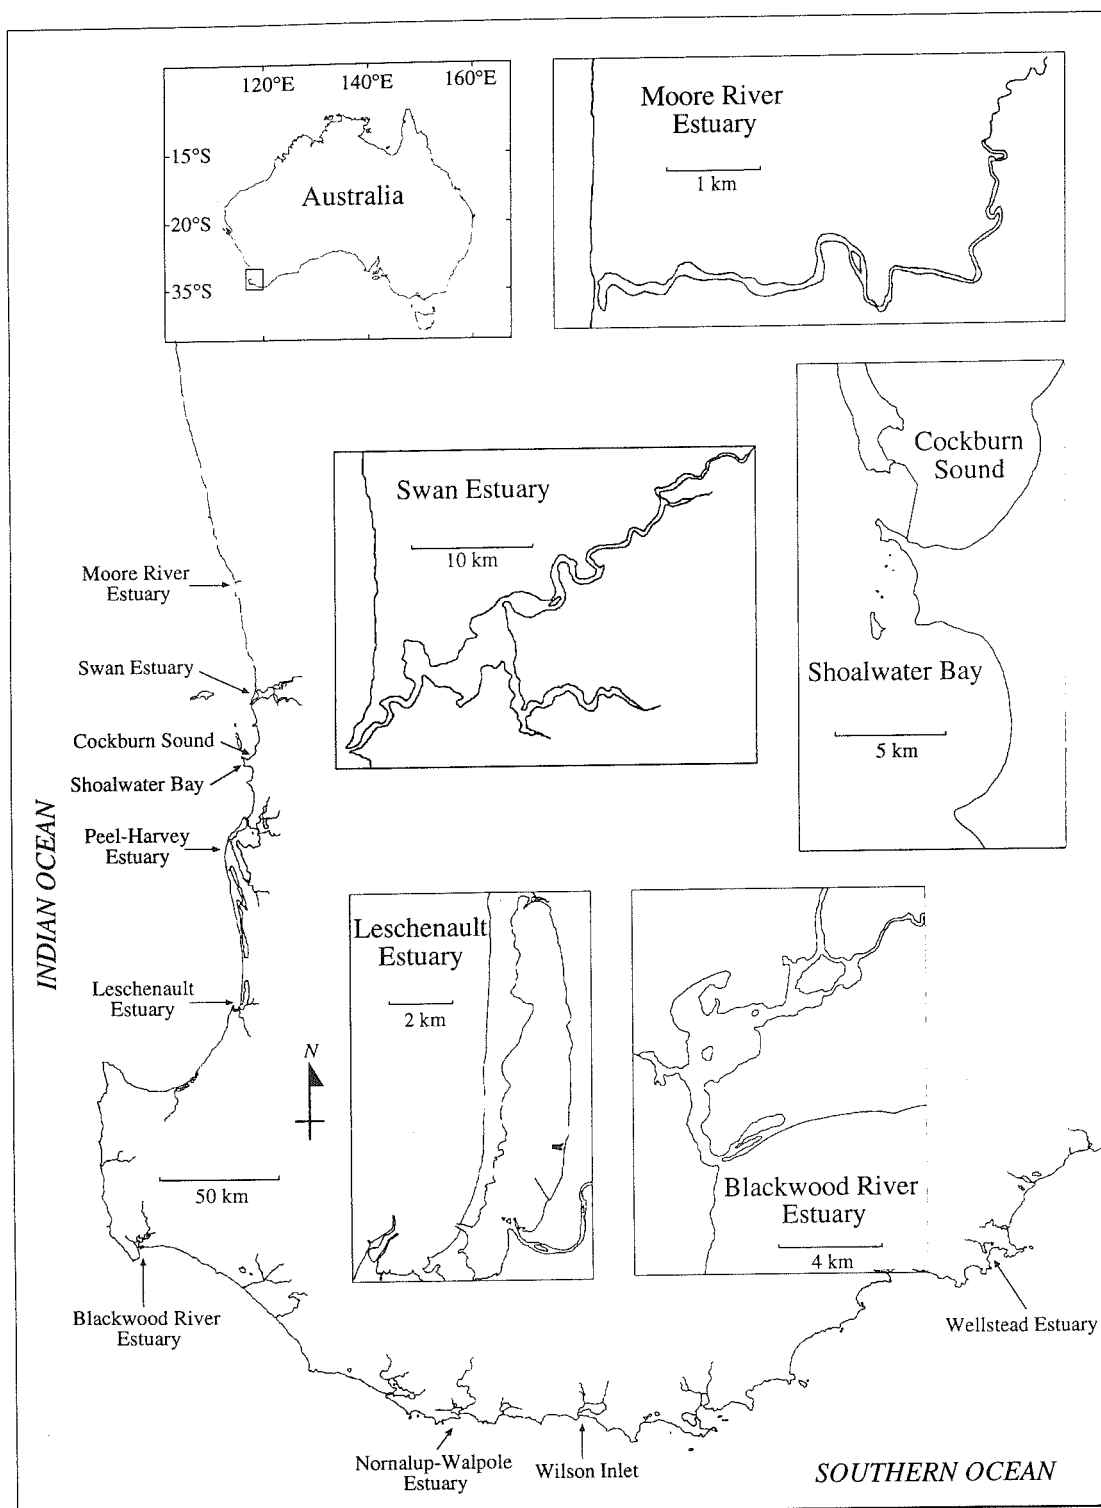 120°E 140°E 160°E
15°S
20°S
35°S
Australia
Moore River
Estuary
1 km
Cockburn
Sound
Shoalwater Bay
5 km
Swan Estuary
10 km
Moore River
Estuary
Swan Estuary
Cockburn Sound
Shoalwater Bay
Peel-Harvey
Estuary
INDIAN OCEAN
Leschenault
Estuary
N
50 km
Leschenault
Estuary
2 km
Blackwood River
Estuary
4 km
Blackwood River
Estuary
Wellstead Estuary
Nornalup-Walpole
Estuary
Wilson Inlet
SOUTHERN OCEAN